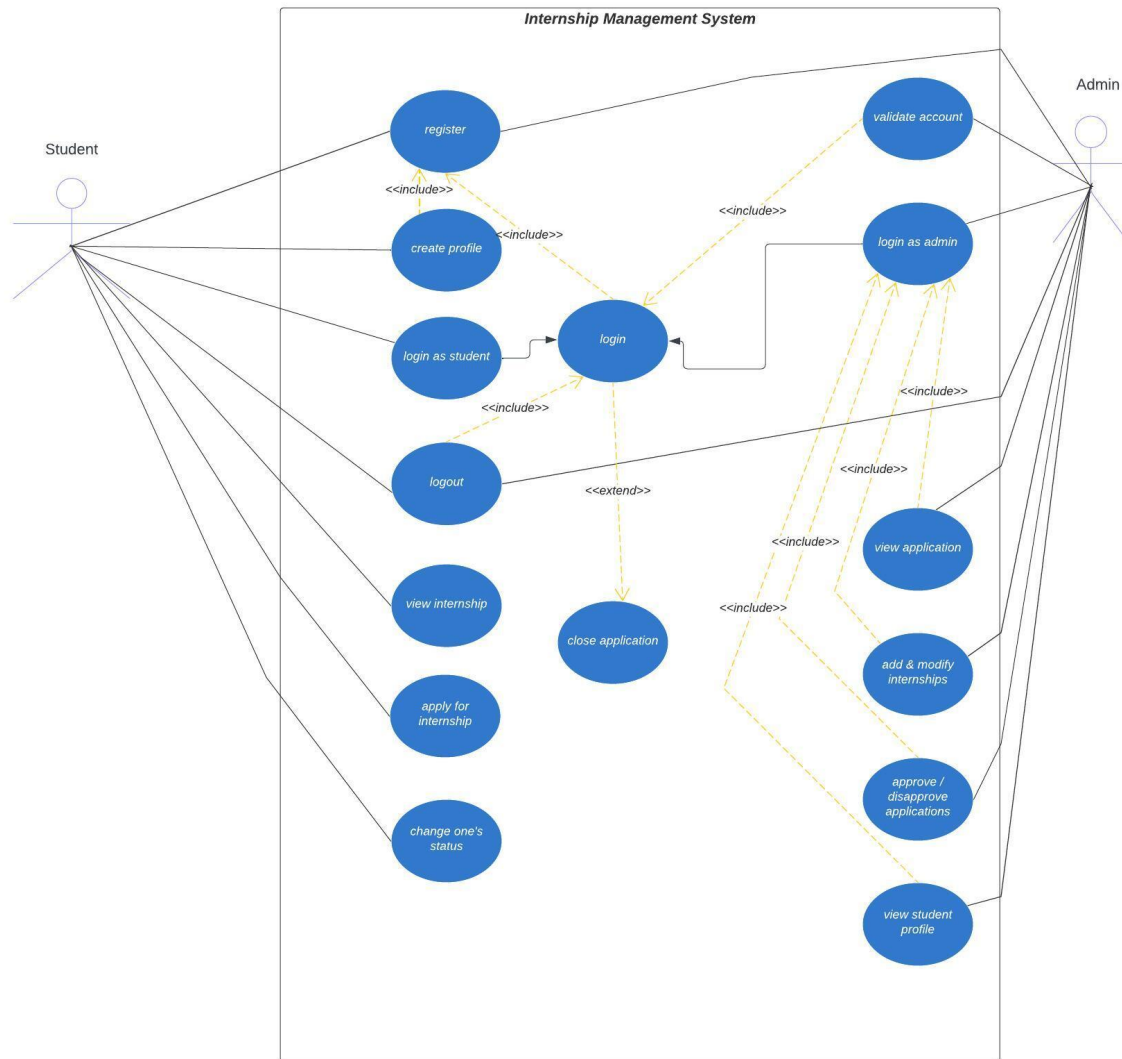 Internship Management System
Admin
Student
register
validate account
<<include>>
<<include>>
<<include>>
create profile
login as admin
login
login as student
<<include>>
<<include>>
<<include>>
logout
<<extend>>
<<include>>
view application
view internship
<<include>>
close application
add & modify
internships
apply for
internship
approve /
disapprove
applications
change one's
status
view student
profile